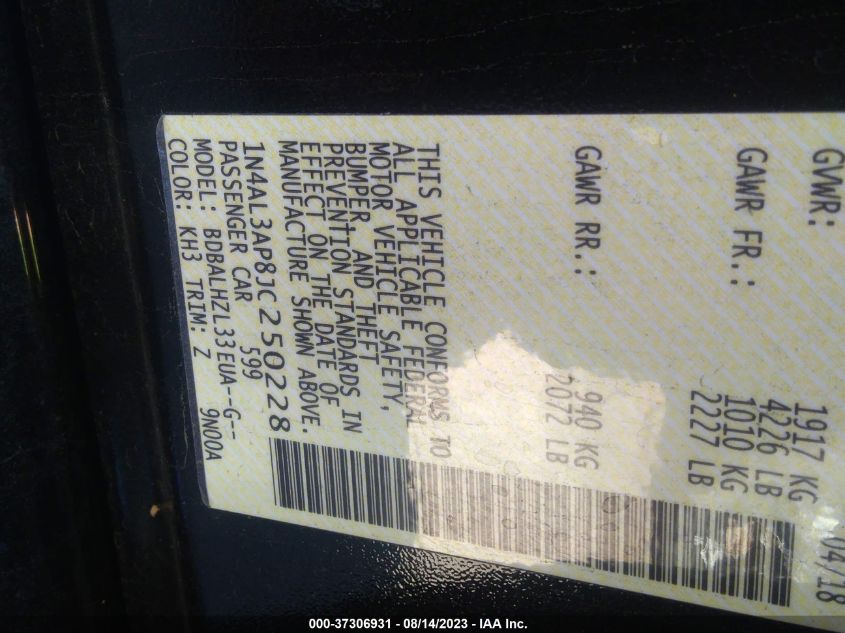 04/18
GVWR: 1917 KG
4226 LB
GAWR FR.: 1010 KG
2227 LB
GAWR RR.: 940 KG
2072 LB
THIS VEHICLE CONFORMS TO
ALL APPLICABLE FEDERAL
MOTOR VEHICLE SAFETY,
BUMPER, AND THEFT
PREVENTION STANDARDS IN
EFFECT ON THE DATE OF
MANUFACTURE SHOWN ABOVE.
1N4AL3AP8JC250228
PASSENGER CAR 599
MODEL: BDBALHZL33EUA--G--
COLOR: KH3 TRIM: Z 9N00A
000-37306931 - 08/14/2023 - IAA Inc.